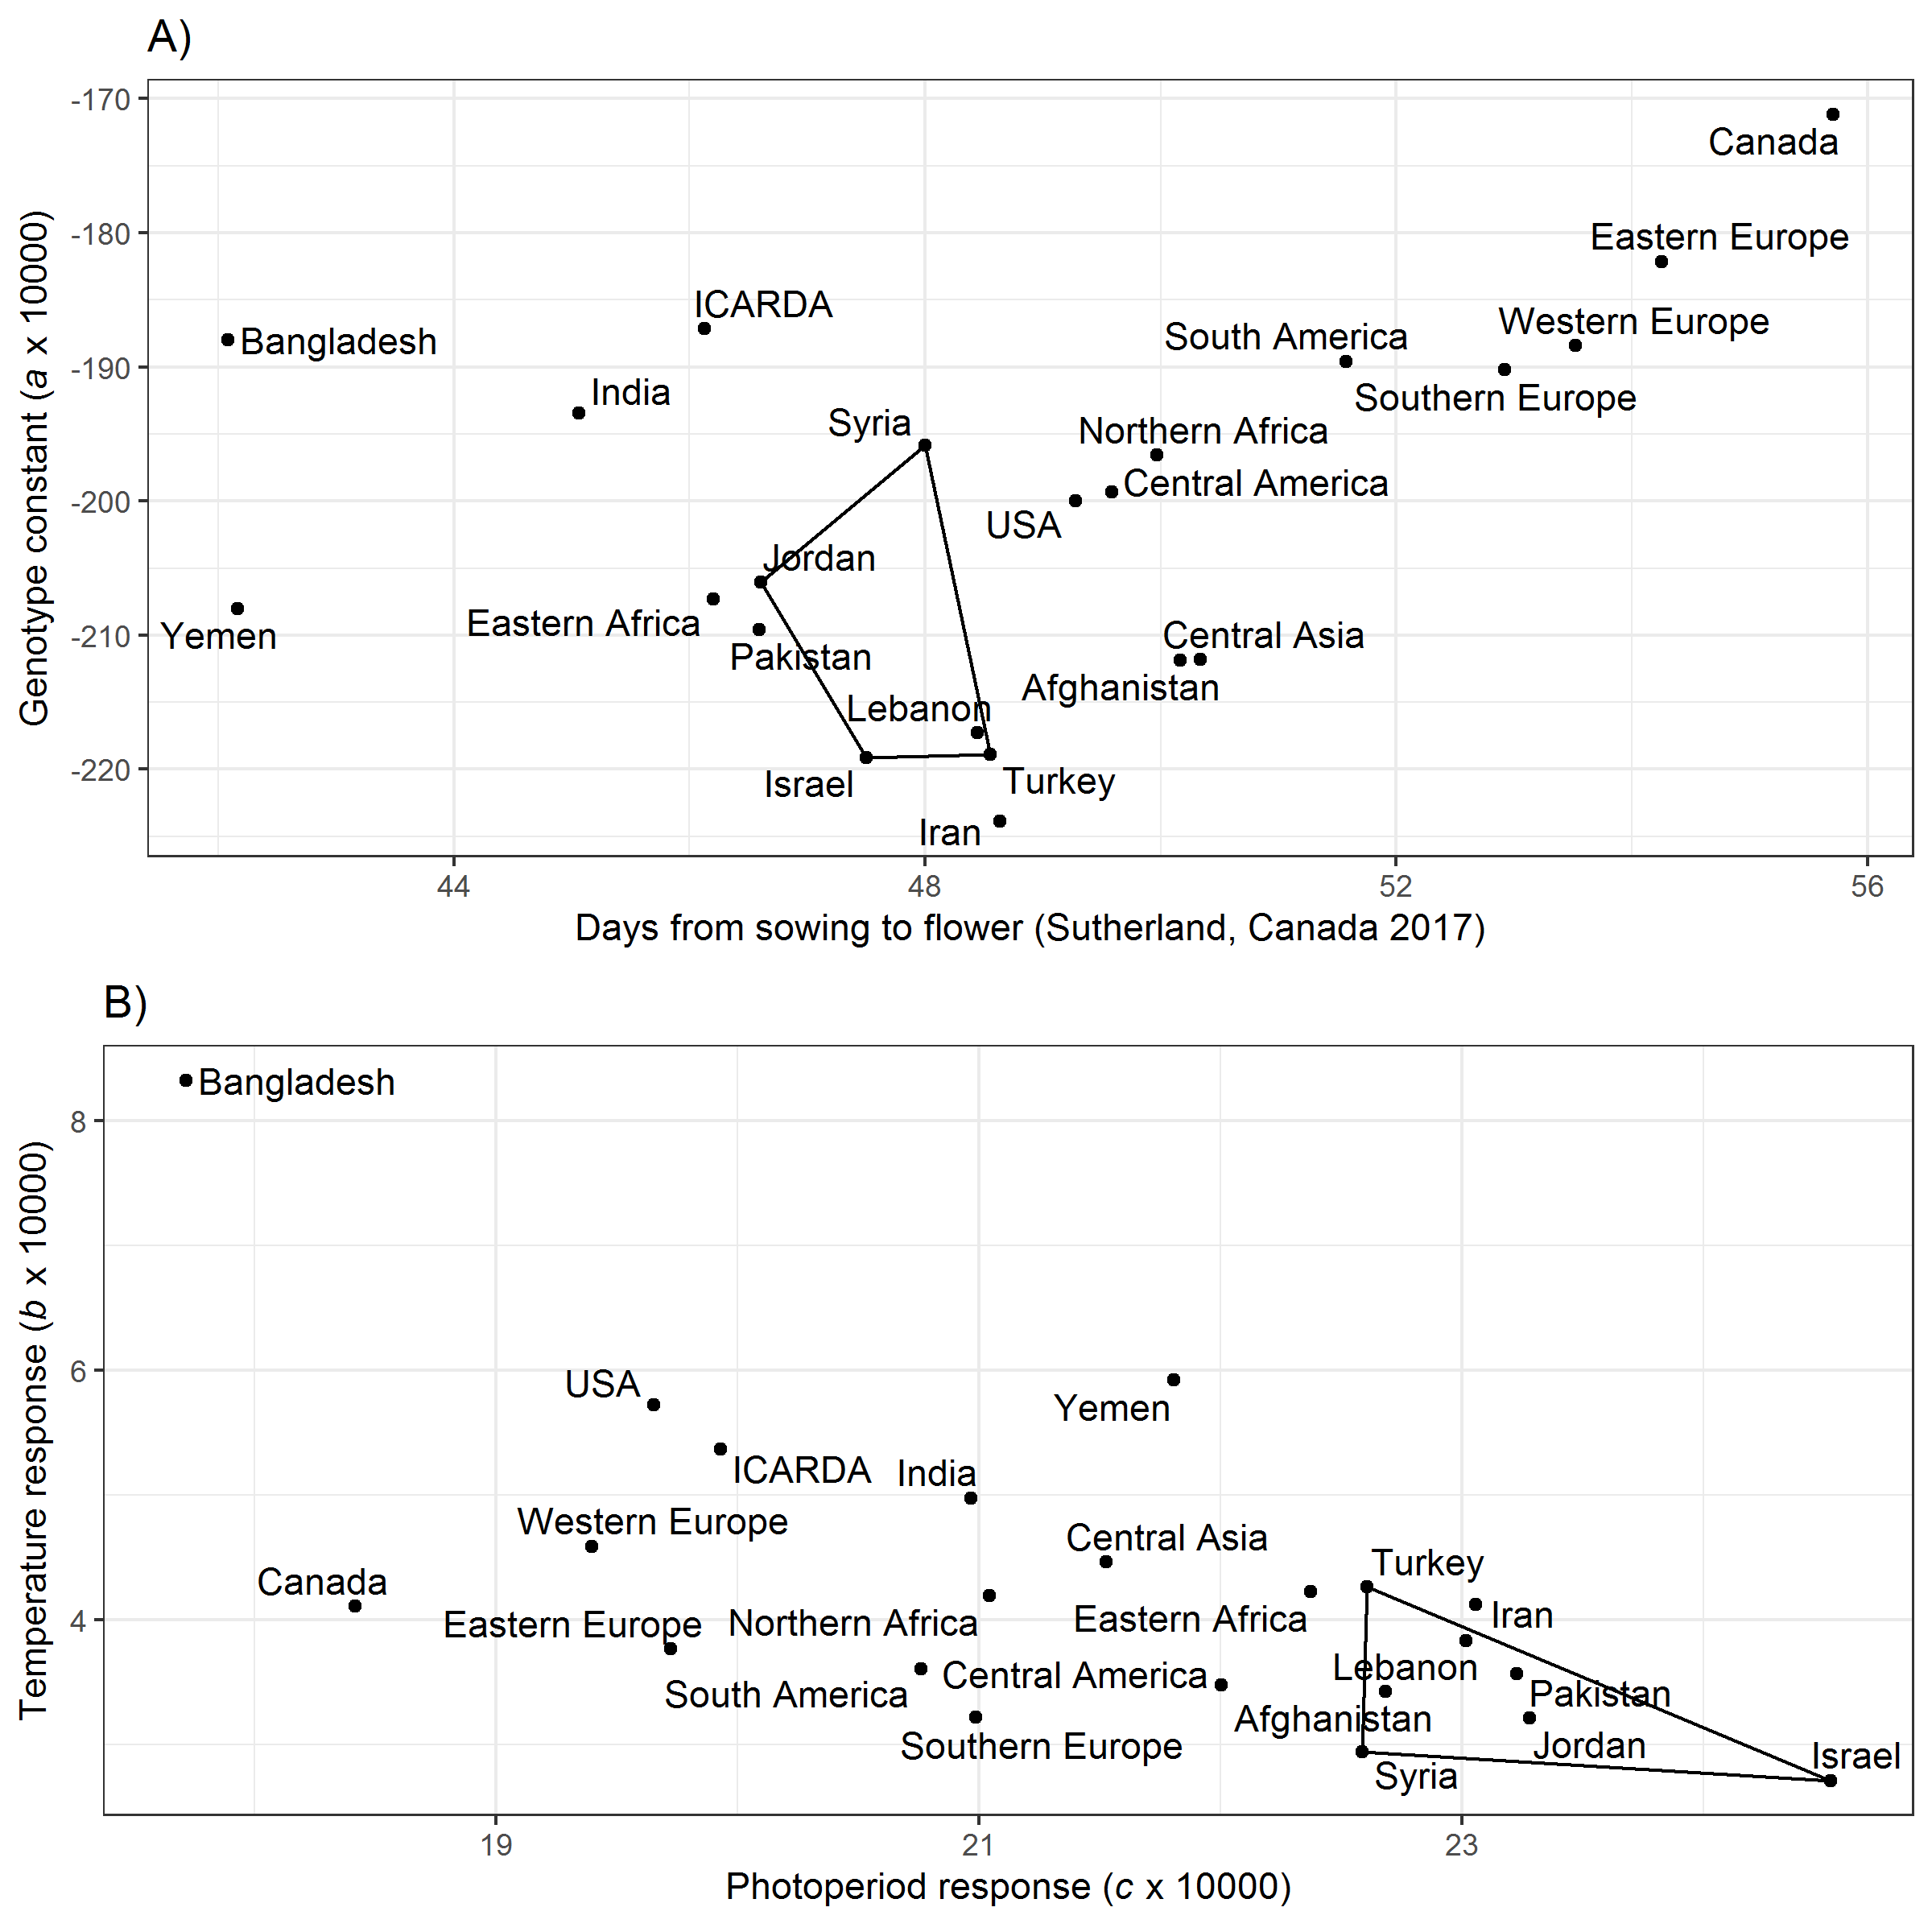 A)
-170
Canada
Eastern Europe
-180
ICARDA
Western Europe
South America
Bangladesh
-190
India
Southern Europe
Syria
Northern Africa
Central America
-200
USA
Jordan
Eastern Africa
Yemen
-210
Central Asia
Pakistan
Afghanistan
Lebanon
-220
Israel
Turkey
Iran
Genotype constant (a x 10000)
44 48 52 56
Days from sowing to flower (Sutherland, Canada 2017)
B)
Bangladesh
8
6
USA
Yemen
ICARDA
India
Western Europe
Central Asia
Turkey
Canada
4
Eastern Europe
Northern Africa
Eastern Africa
Iran
Lebanon
Central America
South America
Pakistan
Afghanistan
Southern Europe
Jordan
Israel
Syria
Temperature response (b x 10000)
19 21 23
Photoperiod response (c x 10000)